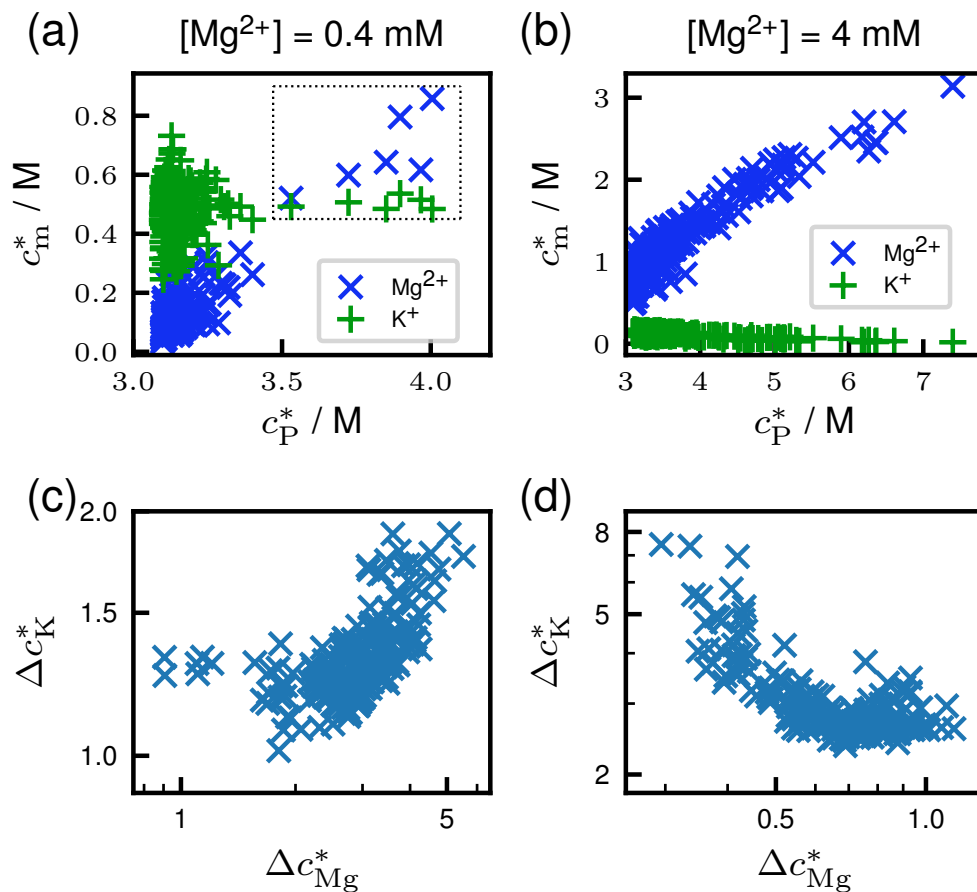 (a) [Mg²⁺] = 0.4 mM
(b) [Mg²⁺] = 4 mM
0.8
0.6
0.4
0.2
0.0
c*m / M
3.0 3.5 4.0
c*P / M
Mg²⁺
K⁺
3
2
1
0
c*m / M
3 4 5 6 7
c*P / M
Mg²⁺
K⁺
(c)
2.0
1.5
1.0
Δc*K
1 5
Δc*Mg
(d)
8
5
2
Δc*K
0.5 1.0
Δc*Mg